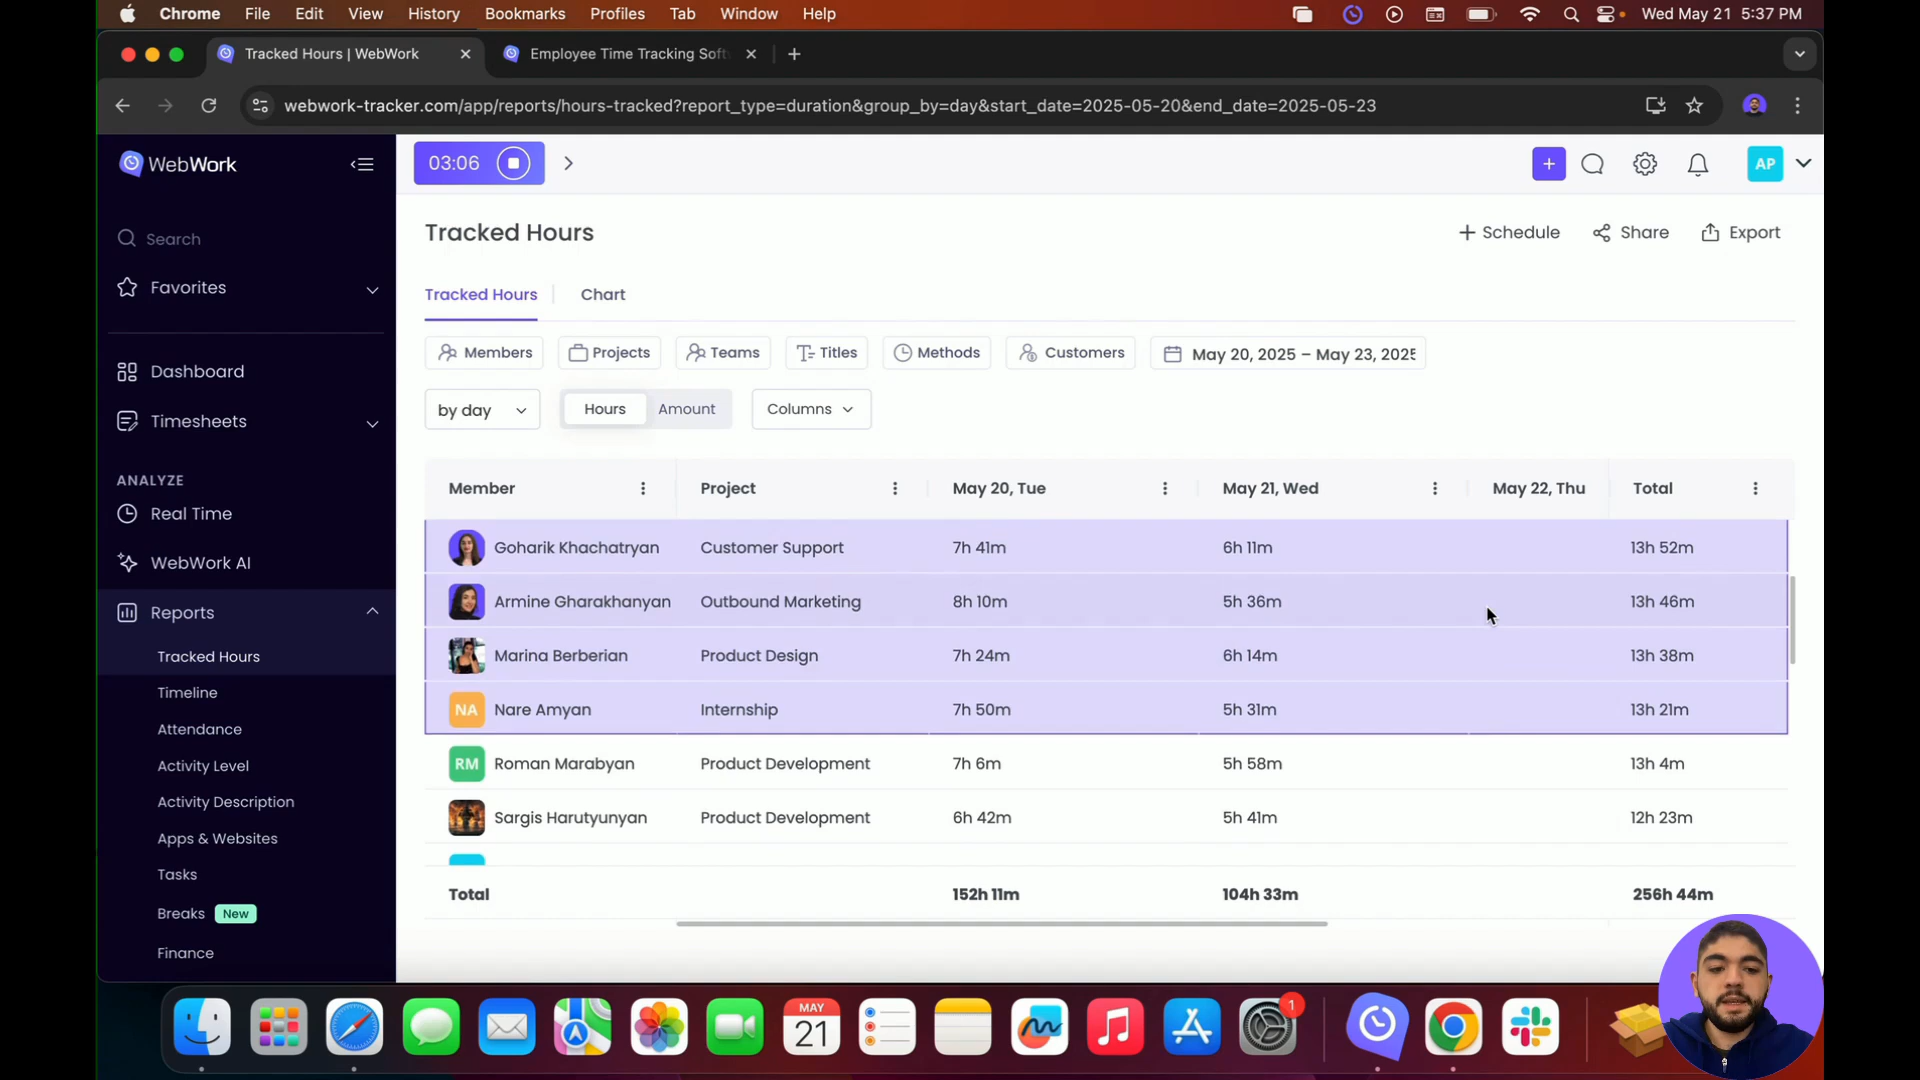 Chrome File Edit View History Bookmarks Profiles Tab Window Help Wed May 21 5:37 PM
Tracked Hours | WebWork Employee Time Tracking Soft
webwork-tracker.com/app/reports/hours-tracked?report_type=duration&group_by=day&start_date=2025-05-20&end_date=2025-05-23
WebWork
03:06
AP
Search
Favorites
Dashboard
Timesheets
ANALYZE
Real Time
WebWork AI
Reports
Tracked Hours
Timeline
Attendance
Activity Level
Activity Description
Apps & Websites
Tasks
Breaks New
Finance
Tracked Hours
Schedule Share Export
Tracked Hours Chart
Members Projects Teams Titles Methods Customers May 20, 2025 – May 23, 2025
by day Hours Amount Columns
Member Project May 20, Tue May 21, Wed May 22, Thu Total
Goharik Khachatryan Customer Support 7h 41m 6h 11m 13h 52m
Armine Gharakhanyan Outbound Marketing 8h 10m 5h 36m 13h 46m
Marina Berberian Product Design 7h 24m 6h 14m 13h 38m
NA Nare Amyan Internship 7h 50m 5h 31m 13h 21m
RM Roman Marabyan Product Development 7h 6m 5h 58m 13h 4m
Sargis Harutyunyan Product Development 6h 42m 5h 41m 12h 23m
Total 152h 11m 104h 33m 256h 44m
MAY
21
1